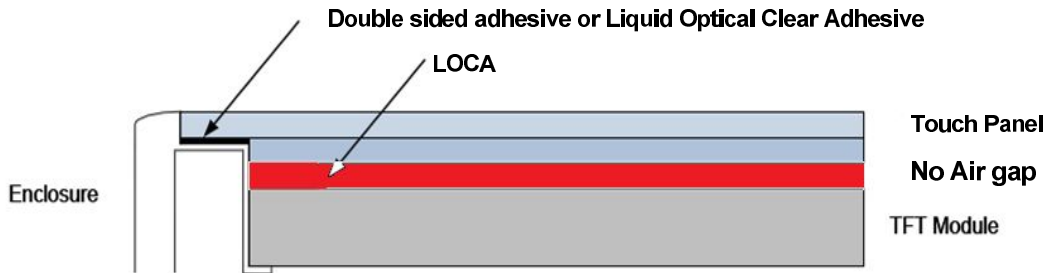 Double sided adhesive or Liquid Optical Clear Adhesive
LOCA
Touch Panel
No Air gap
Enclosure
TFT Module